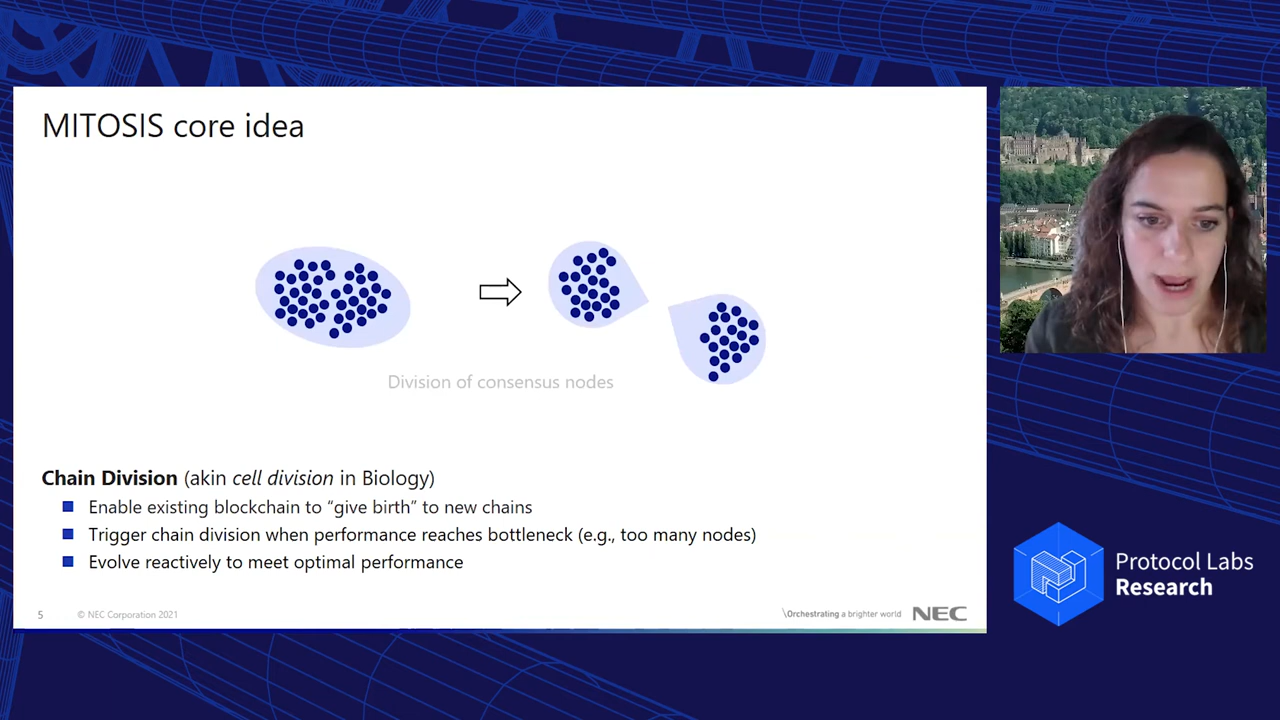 MITOSIS core idea
Division of consensus nodes
Chain Division (akin cell division in Biology)
Enable existing blockchain to “give birth” to new chains
Trigger chain division when performance reaches bottleneck (e.g., too many nodes)
Evolve reactively to meet optimal performance
5
© NEC Corporation 2021
\Orchestrating a brighter world
NEC
Protocol Labs
Research